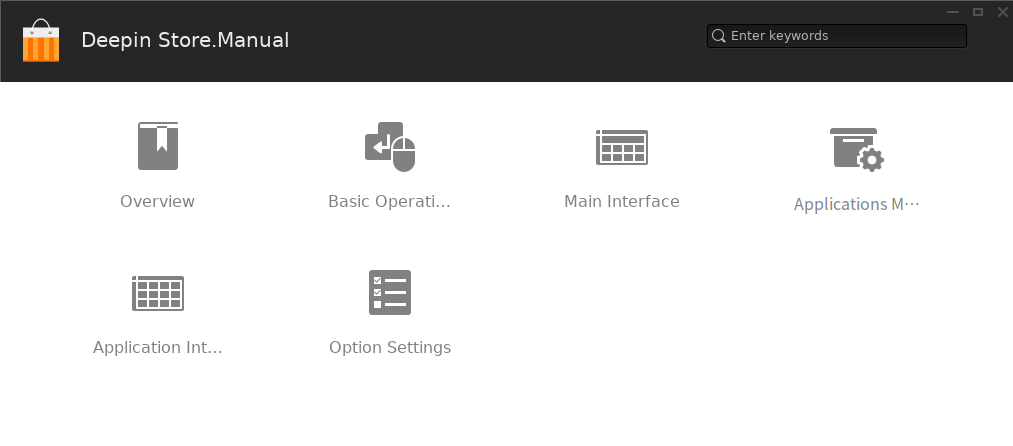 Deepin Store.Manual
Enter keywords
Overview
Basic Operati...
Main Interface
Applications M···
Application Int...
Option Settings